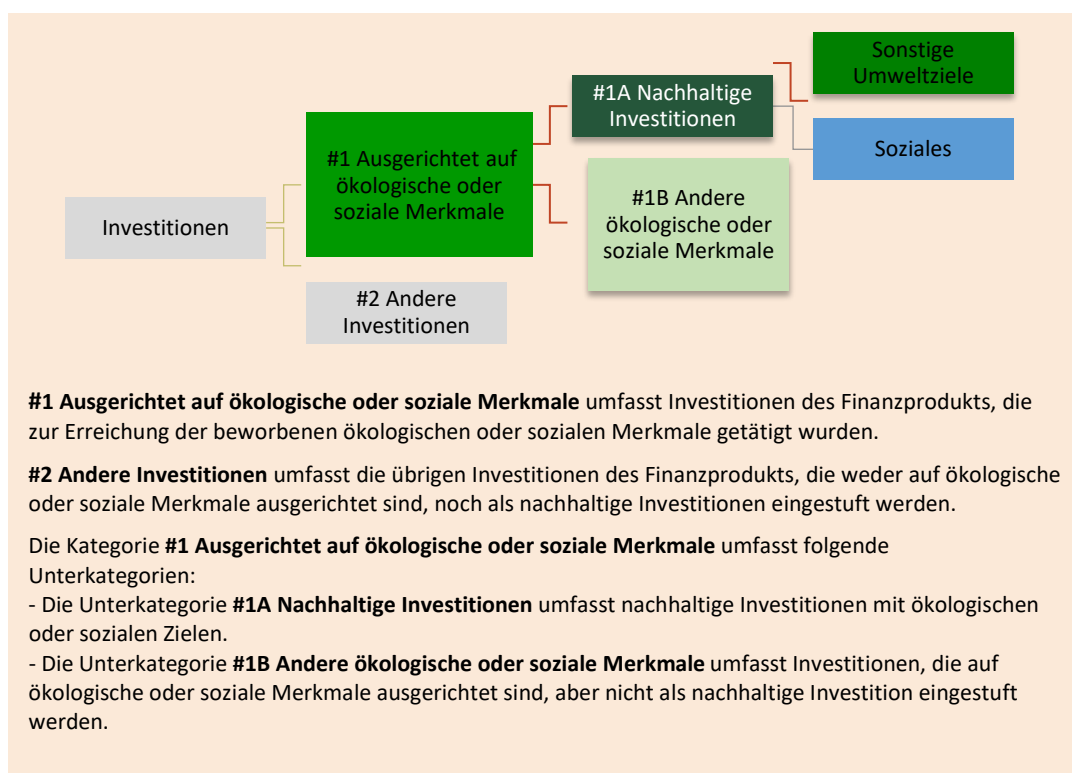 Sonstige
Umweltziele
#1A Nachhaltige
Investitionen
Soziales
#1 Ausgerichtet auf
ökologische oder
soziale Merkmale
#1B Andere
ökologische oder
soziale Merkmale
Investitionen
#2 Andere
Investitionen
#1 Ausgerichtet auf ökologische oder soziale Merkmale umfasst Investitionen des Finanzprodukts, die
zur Erreichung der beworbenen ökologischen oder sozialen Merkmale getätigt wurden.
#2 Andere Investitionen umfasst die übrigen Investitionen des Finanzprodukts, die weder auf ökologische
oder soziale Merkmale ausgerichtet sind, noch als nachhaltige Investitionen eingestuft werden.
Die Kategorie #1 Ausgerichtet auf ökologische oder soziale Merkmale umfasst folgende
Unterkategorien:
- Die Unterkategorie #1A Nachhaltige Investitionen umfasst nachhaltige Investitionen mit ökologischen
oder sozialen Zielen.
- Die Unterkategorie #1B Andere ökologische oder soziale Merkmale umfasst Investitionen, die auf
ökologische oder soziale Merkmale ausgerichtet sind, aber nicht als nachhaltige Investition eingestuft
werden.